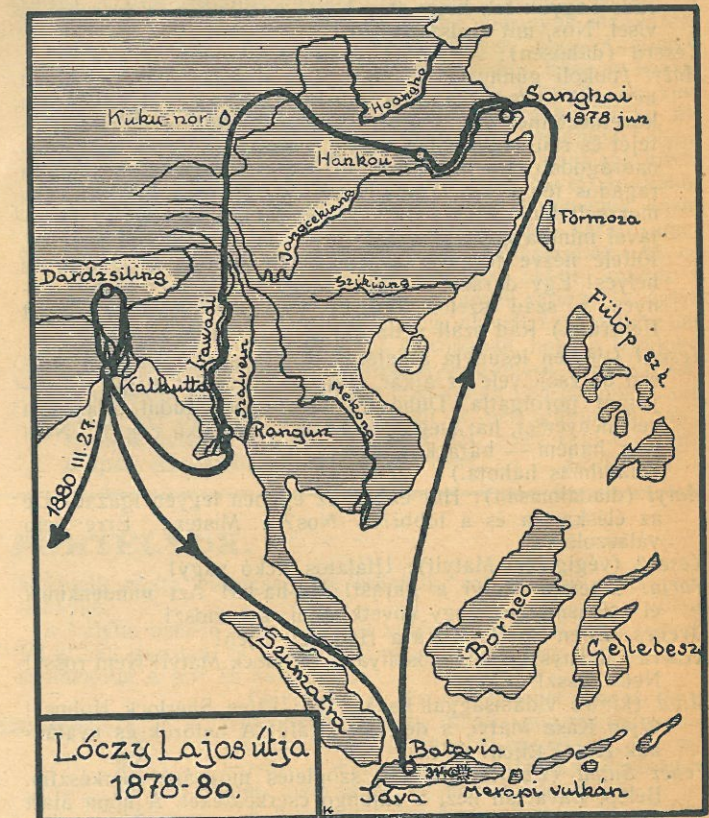 Hoangho
Sanghai
1878 jun
Kuku-nór
Hankou
Jangcekiang
Formoza
Dardzsiling
Szikiang
Fülöp szk
Irawadi
Kalkutta
Szalven
Rangun
Mekong
1880 III. 27.
Borneo
Szumatra
Celebesz
Lóczy Lajos útja
1878-80.
Batavia
Jáva
Merapi vulkán
K